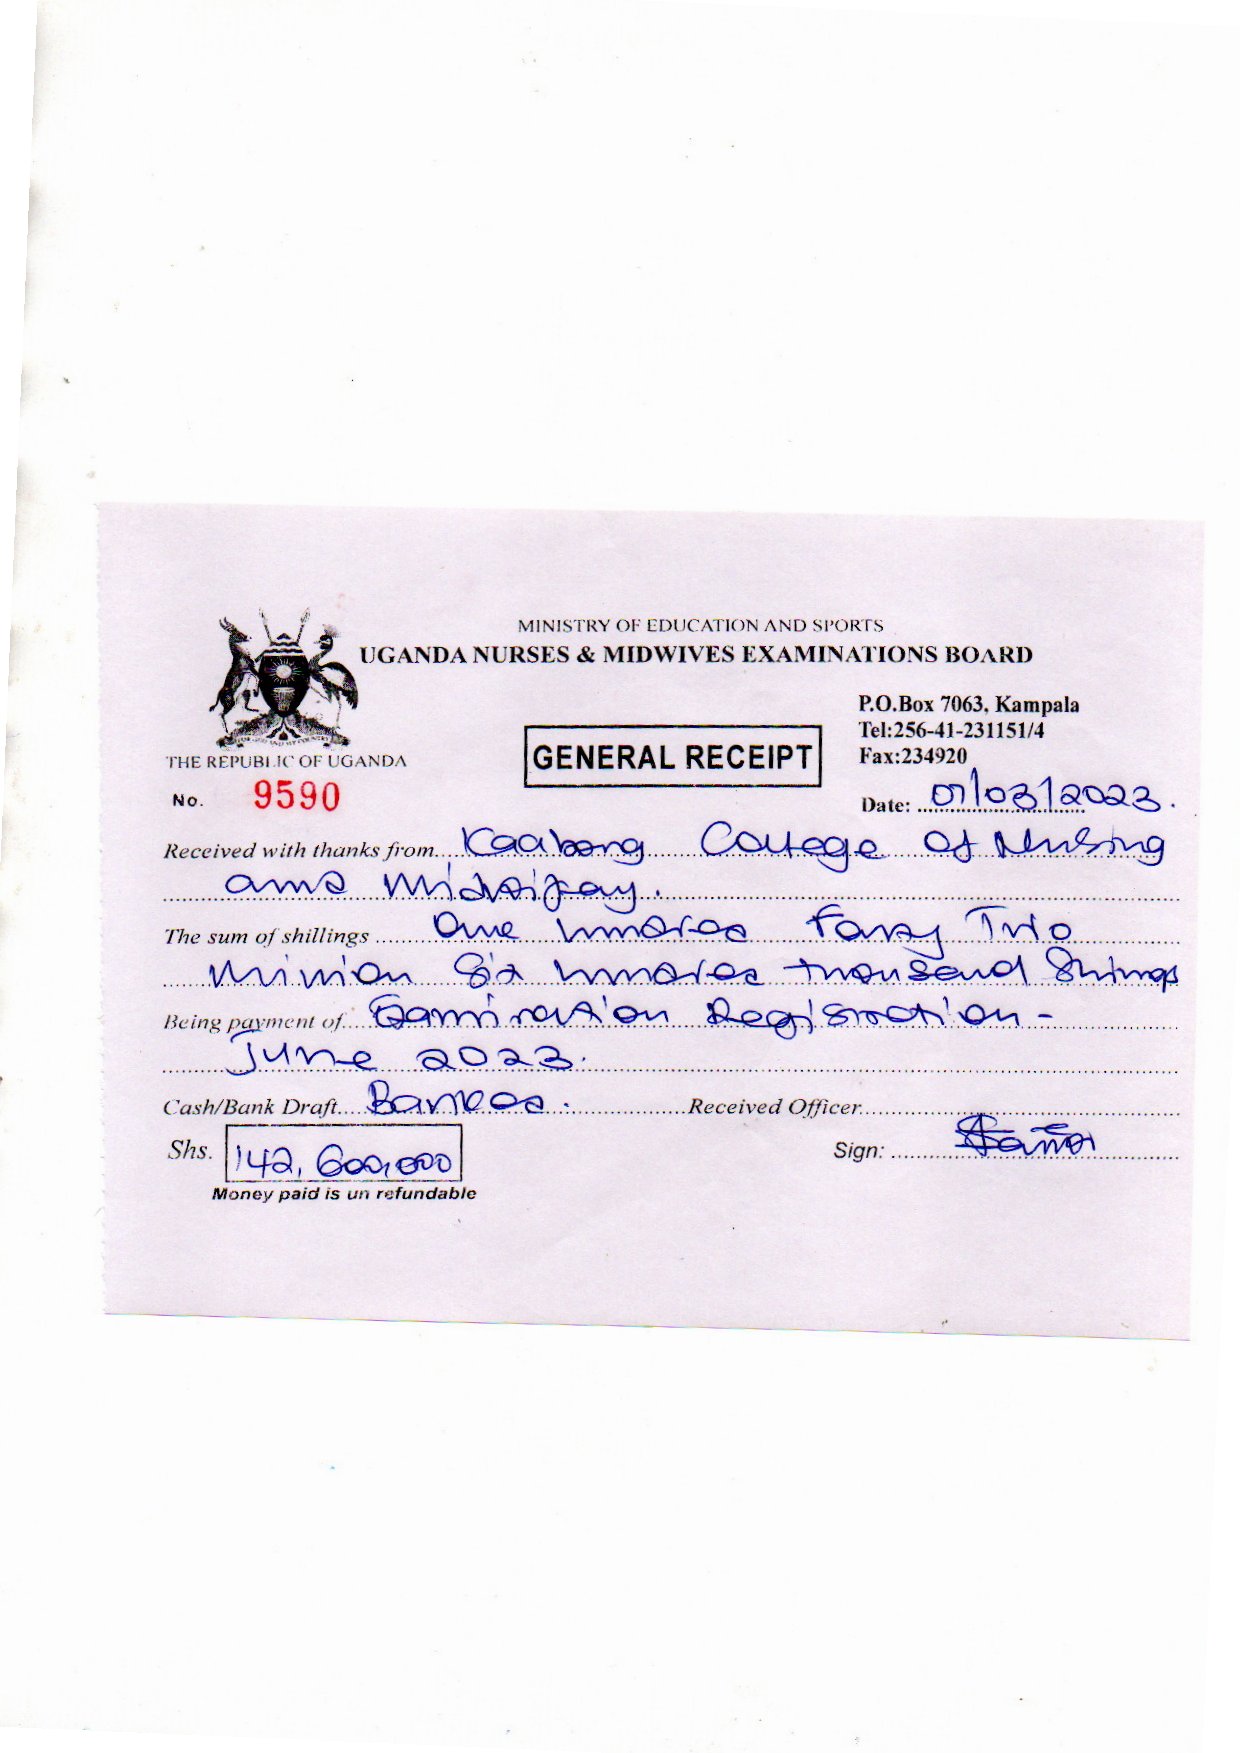 MINISTRY OF EDUCATION AND SPORTS
UGANDA NURSES & MIDWIVES EXAMINATIONS BOARD
P.O.Box 7063, Kampala
Tel:256-41-231151/4
Fax:234920
THE REPUBLIC OF UGANDA
GENERAL RECEIPT
No. 9590
Date: 07/03/2023.
Received with thanks from Kaabong College of Nursing
and Midwifery.
The sum of shillings One hundred Forty Two
Million Six hundred thousand Shillings
Being payment of Examination Registration -
June 2023.
Cash/Bank Draft Banked. Received Officer
Shs. 142,600,000
Sign:
Money paid is un refundable